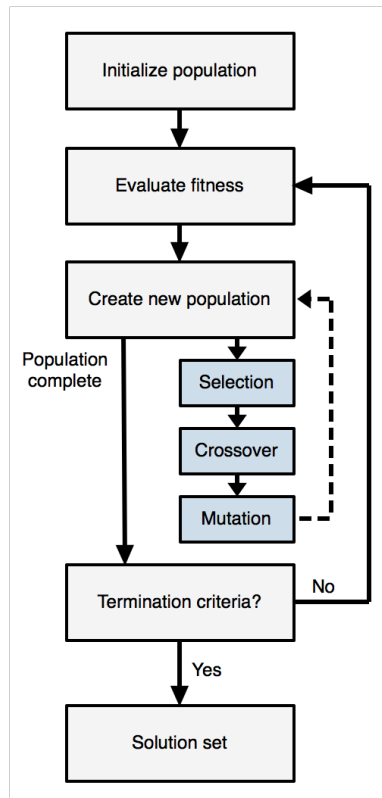 Initialize population
Evaluate fitness
Create new population
Population
complete
Selection
Crossover
Mutation
Termination criteria?
No
Yes
Solution set